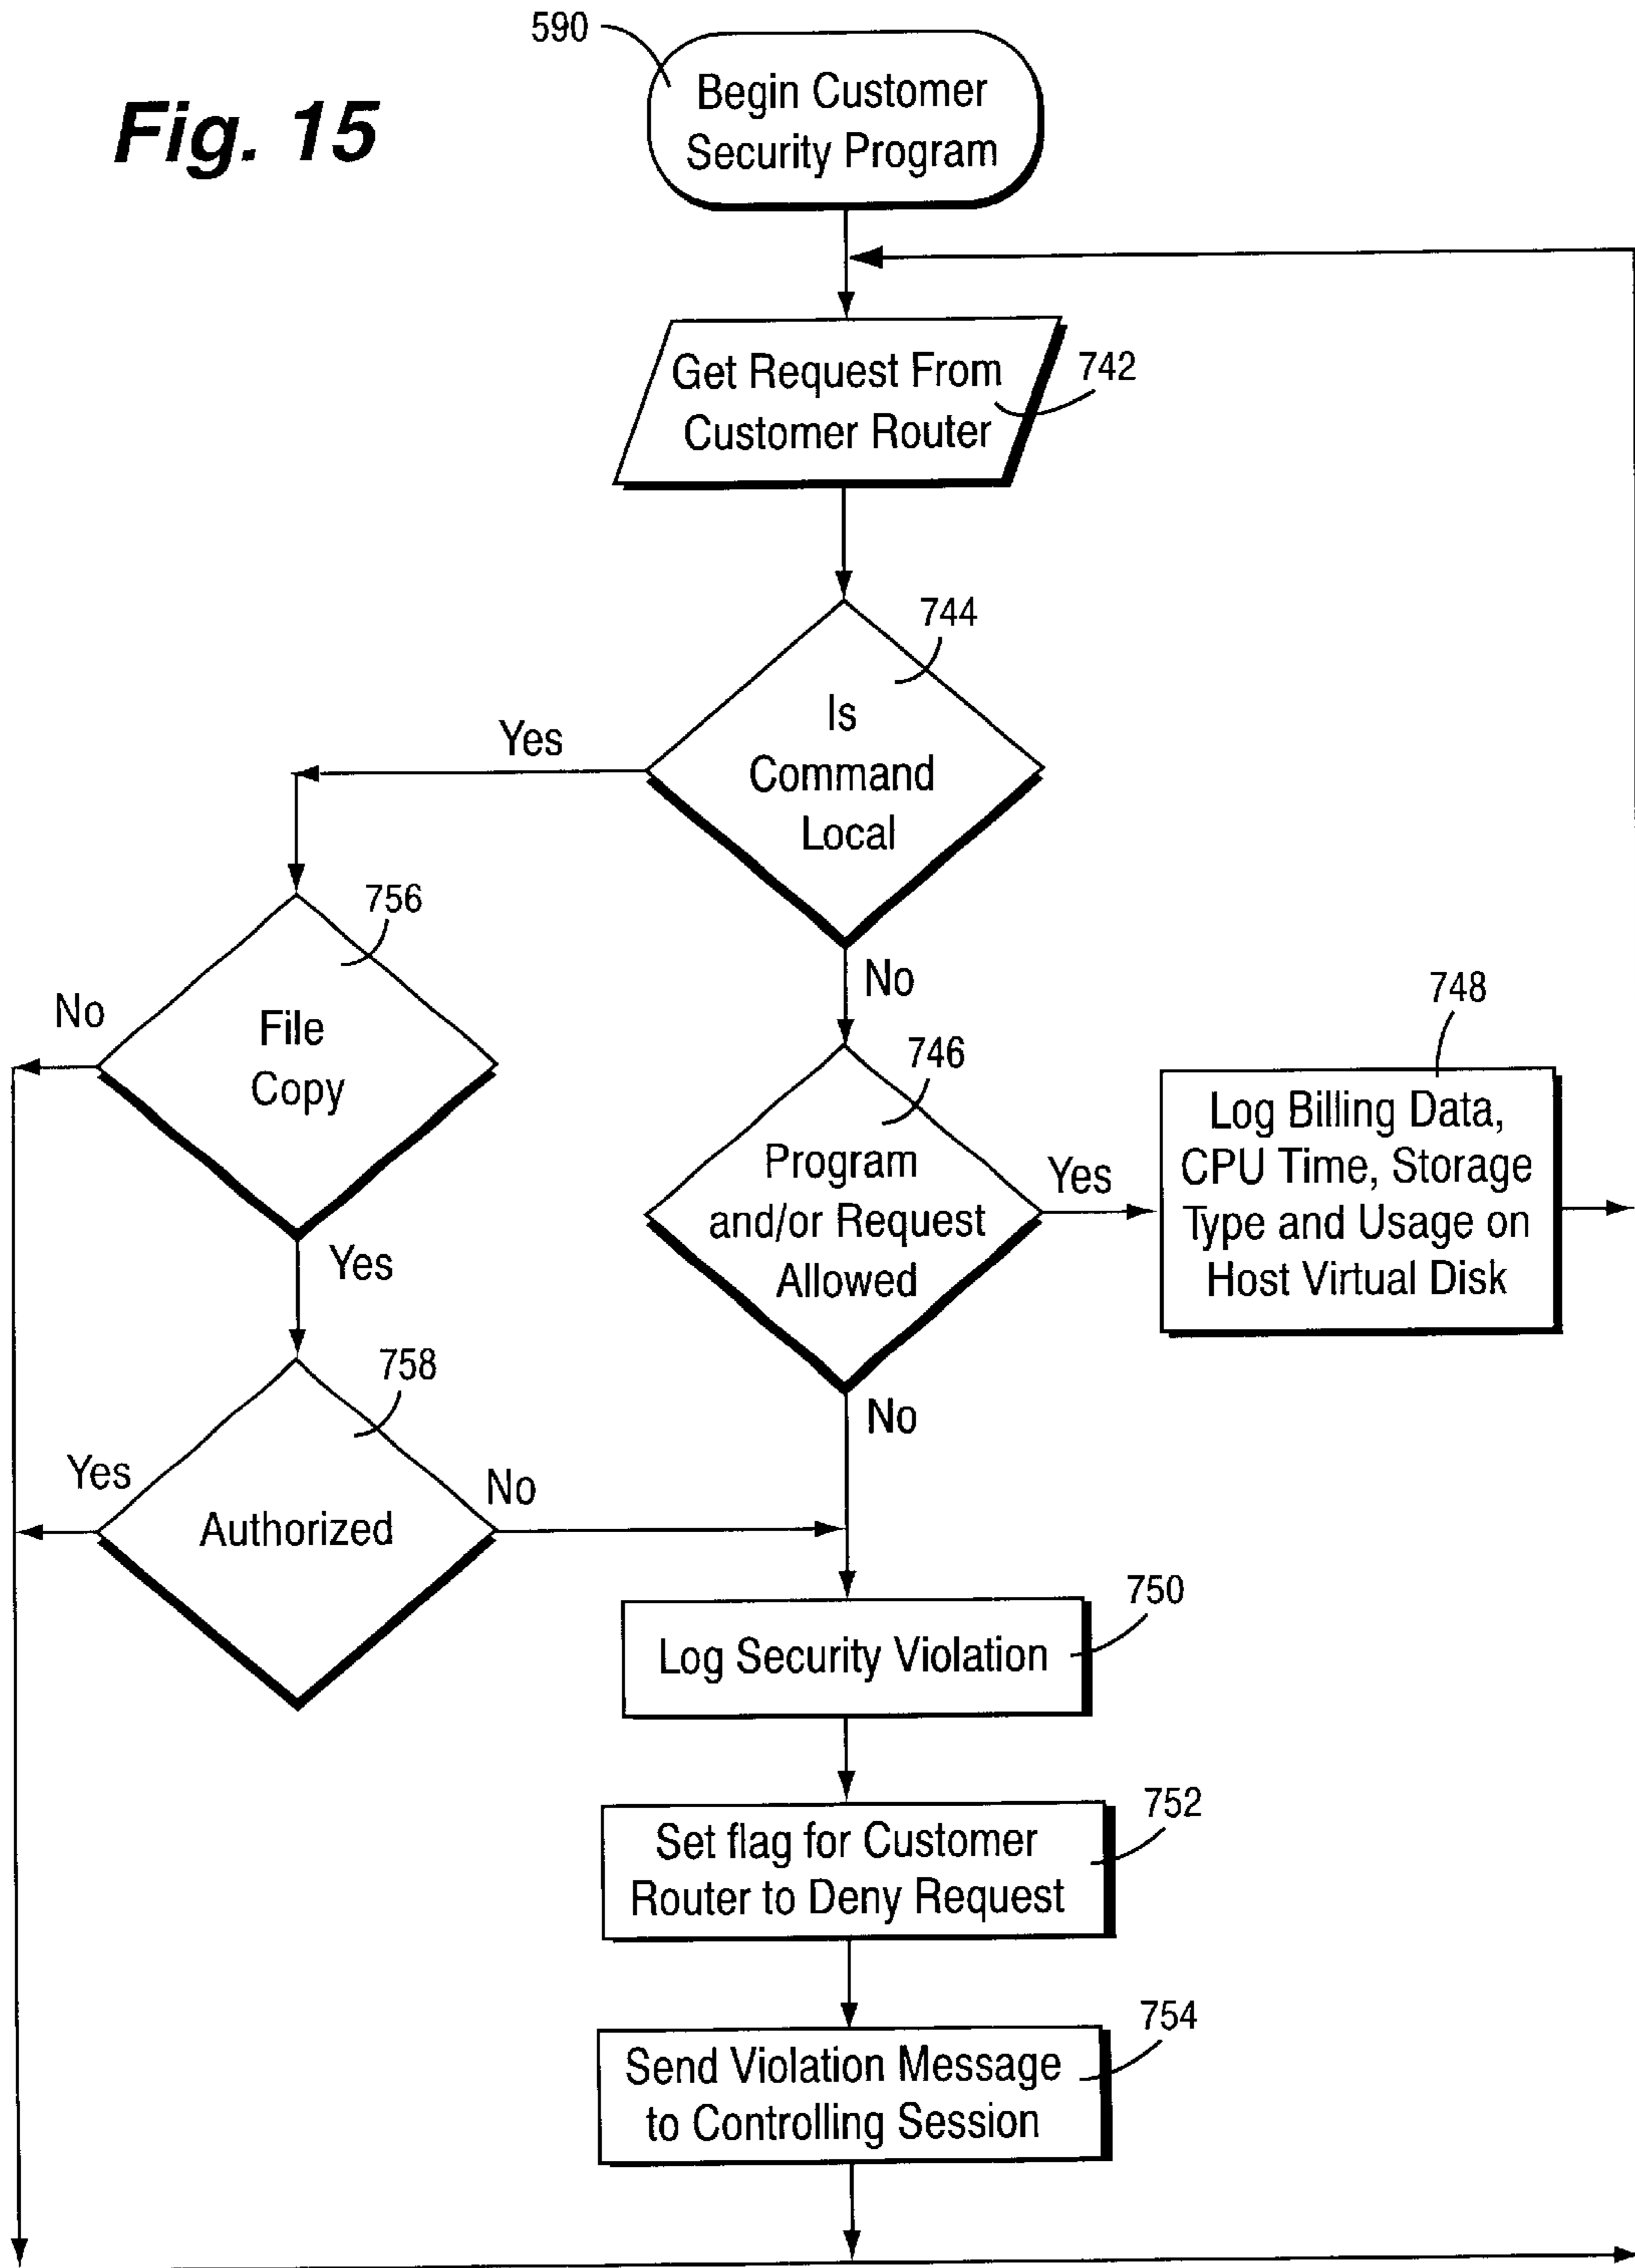 Fig. 15
590
Begin Customer
Security Program
Get Request From
Customer Router
742
744
Is
Command
Local
Yes
No
756
File
Copy
No
Yes
746
Program
and/or Request
Allowed
Yes
No
748
Log Billing Data,
CPU Time, Storage
Type and Usage on
Host Virtual Disk
758
Authorized
Yes
No
750
Log Security Violation
752
Set flag for Customer
Router to Deny Request
754
Send Violation Message
to Controlling Session